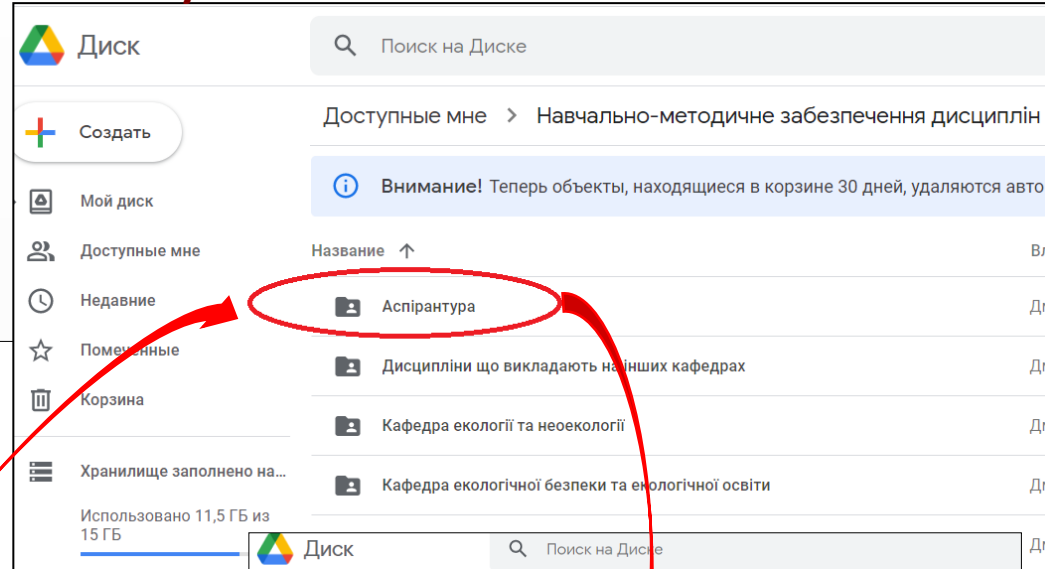 Диск
Поиск на Диске
Создать
Доступные мне > Навчально-методичне забезпечення дисциплін
Внимание! Теперь объекты, находящиеся в корзине 30 дней, удаляются авто
Мой диск
Доступные мне
Название ↑
Недавние
Аспірантура
Помеченные
Дисципліни що викладають на інших кафедрах
Корзина
Кафедра екології та неоекології
Хранилище заполнено на...
Кафедра екологічної безпеки та екологічної освіти
Использовано 11,5 ГБ из
15 ГБ
Диск
Поиск на Диске